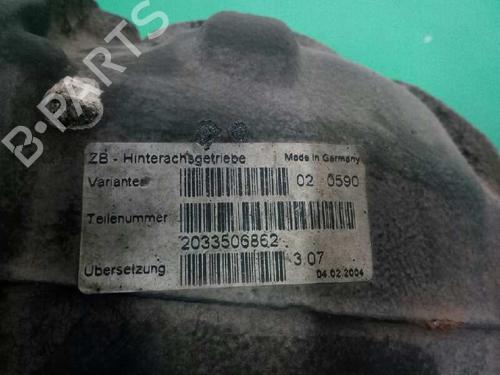 B-PARTS
ZB - Hinterachsgetriebe Made in Germany
Variante 02 0590
Teilenummer
2033506862
Übersetzung 3.07
04.02.2004